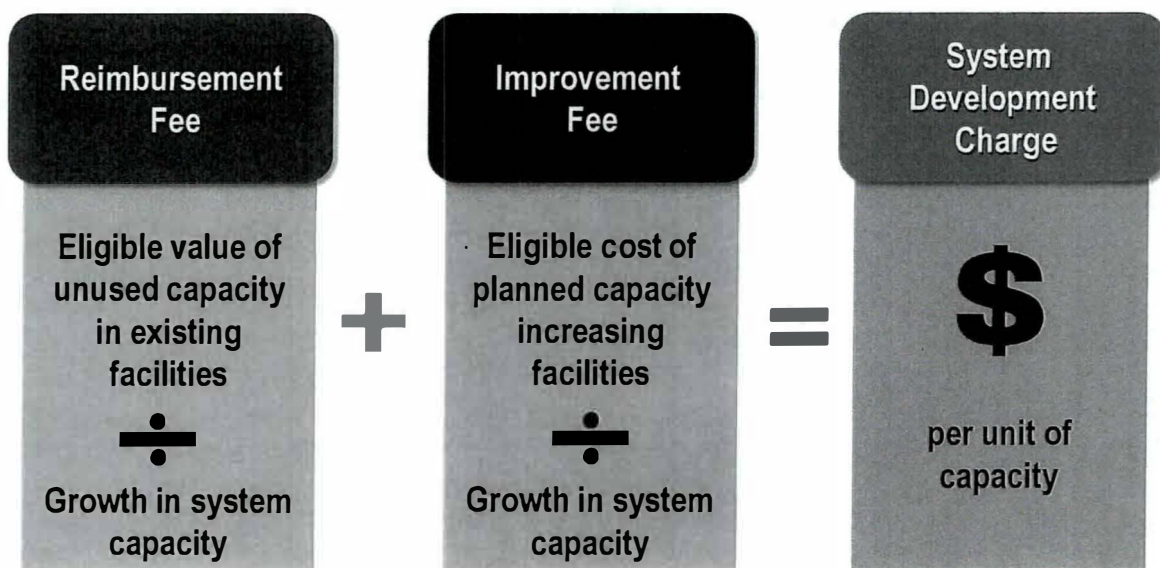 Reimbursement
Fee
Eligible value of
unused capacity
in existing
facilities
÷
Growth in system
capacity
+
Improvement
Fee
Eligible cost of
planned capacity
increasing
facilities
÷
Growth in system
capacity
=
System
Development
Charge
$
per unit of
capacity